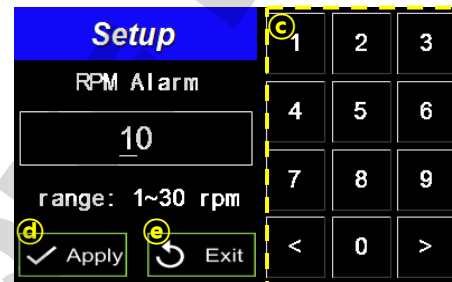 Setup
RPM Alarm
10
range: 1~30 rpm
ⓓ Apply
ⓔ Exit
ⓒ
1 2 3
4 5 6
7 8 9
< 0 >